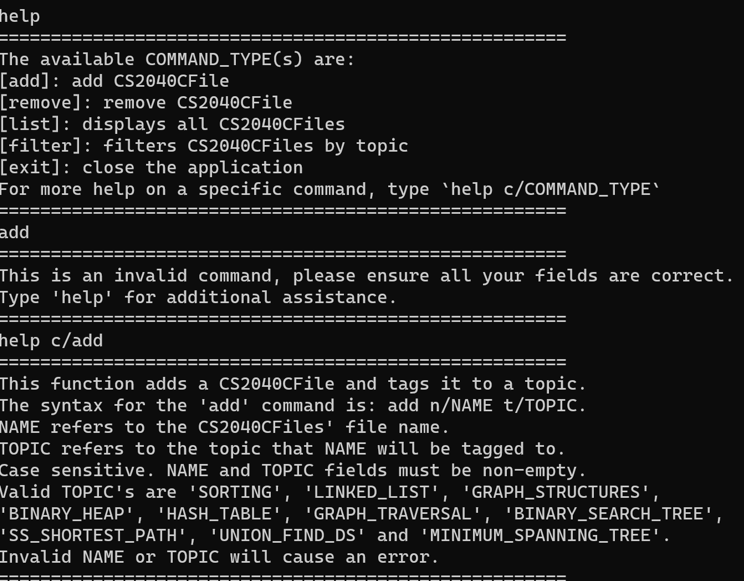 help
======================================================
The available COMMAND_TYPE(s) are:
[add]: add CS2040CFile
[remove]: remove CS2040CFile
[list]: displays all CS2040CFiles
[filter]: filters CS2040CFiles by topic
[exit]: close the application
For more help on a specific command, type `help c/COMMAND_TYPE`
======================================================
add
======================================================
This is an invalid command, please ensure all your fields are correct.
Type 'help' for additional assistance.
======================================================
help c/add
======================================================
This function adds a CS2040CFile and tags it to a topic.
The syntax for the 'add' command is: add n/NAME t/TOPIC.
NAME refers to the CS2040CFiles' file name.
TOPIC refers to the topic that NAME will be tagged to.
Case sensitive. NAME and TOPIC fields must be non-empty.
Valid TOPIC's are 'SORTING', 'LINKED_LIST', 'GRAPH_STRUCTURES',
'BINARY_HEAP', 'HASH_TABLE', 'GRAPH_TRAVERSAL', 'BINARY_SEARCH_TREE',
'SS_SHORTEST_PATH', 'UNION_FIND_DS' and 'MINIMUM_SPANNING_TREE'.
Invalid NAME or TOPIC will cause an error.
======================================================